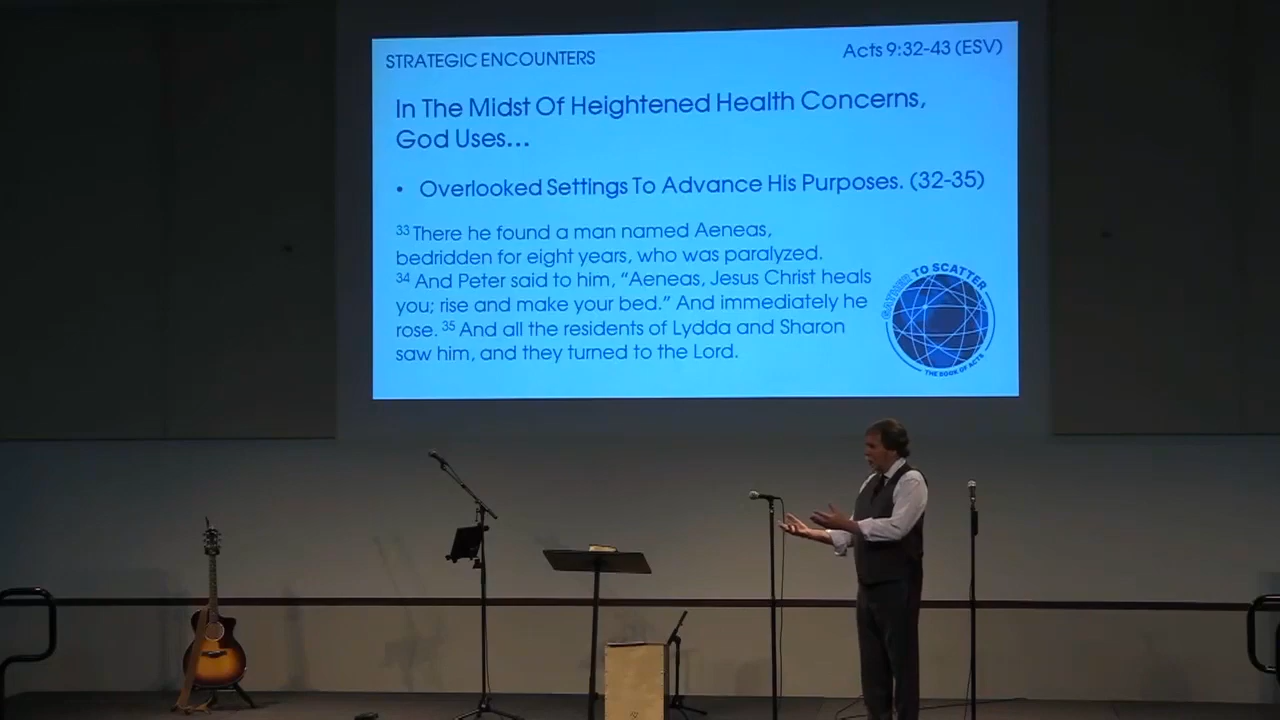 STRATEGIC ENCOUNTERS
Acts 9:32-43 (ESV)
In The Midst Of Heightened Health Concerns,
God Uses...
• Overlooked Settings To Advance His Purposes. (32-35)
33 There he found a man named Aeneas,
bedridden for eight years, who was paralyzed.
34 And Peter said to him, “Aeneas, Jesus Christ heals
you; rise and make your bed.” And immediately he
rose. 35 And all the residents of Lydda and Sharon
saw him, and they turned to the Lord.
GATHER TO SCATTER
THE BOOK OF ACTS